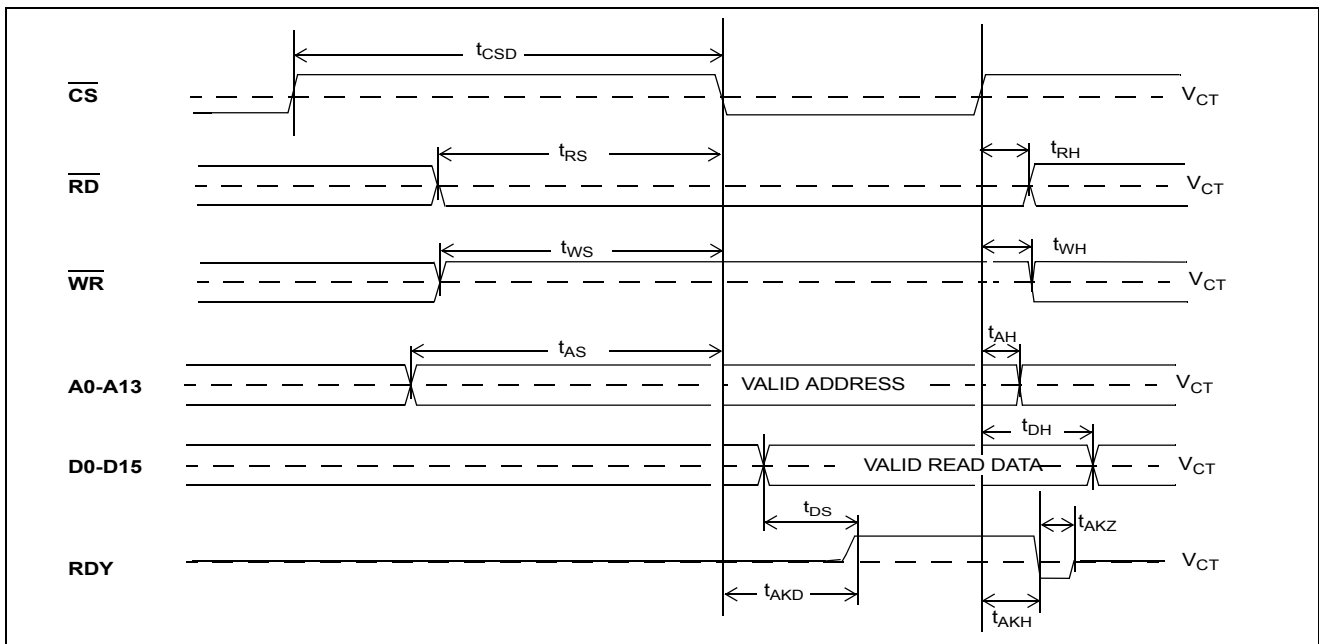 tCSD
CS
VCT
tRS
tRH
RD
VCT
tWS
tWH
WR
VCT
tAS
tAH
A0-A13
VALID ADDRESS
VCT
tDH
D0-D15
VALID READ DATA
VCT
tDS
tAKZ
RDY
VCT
tAKD
tAKH